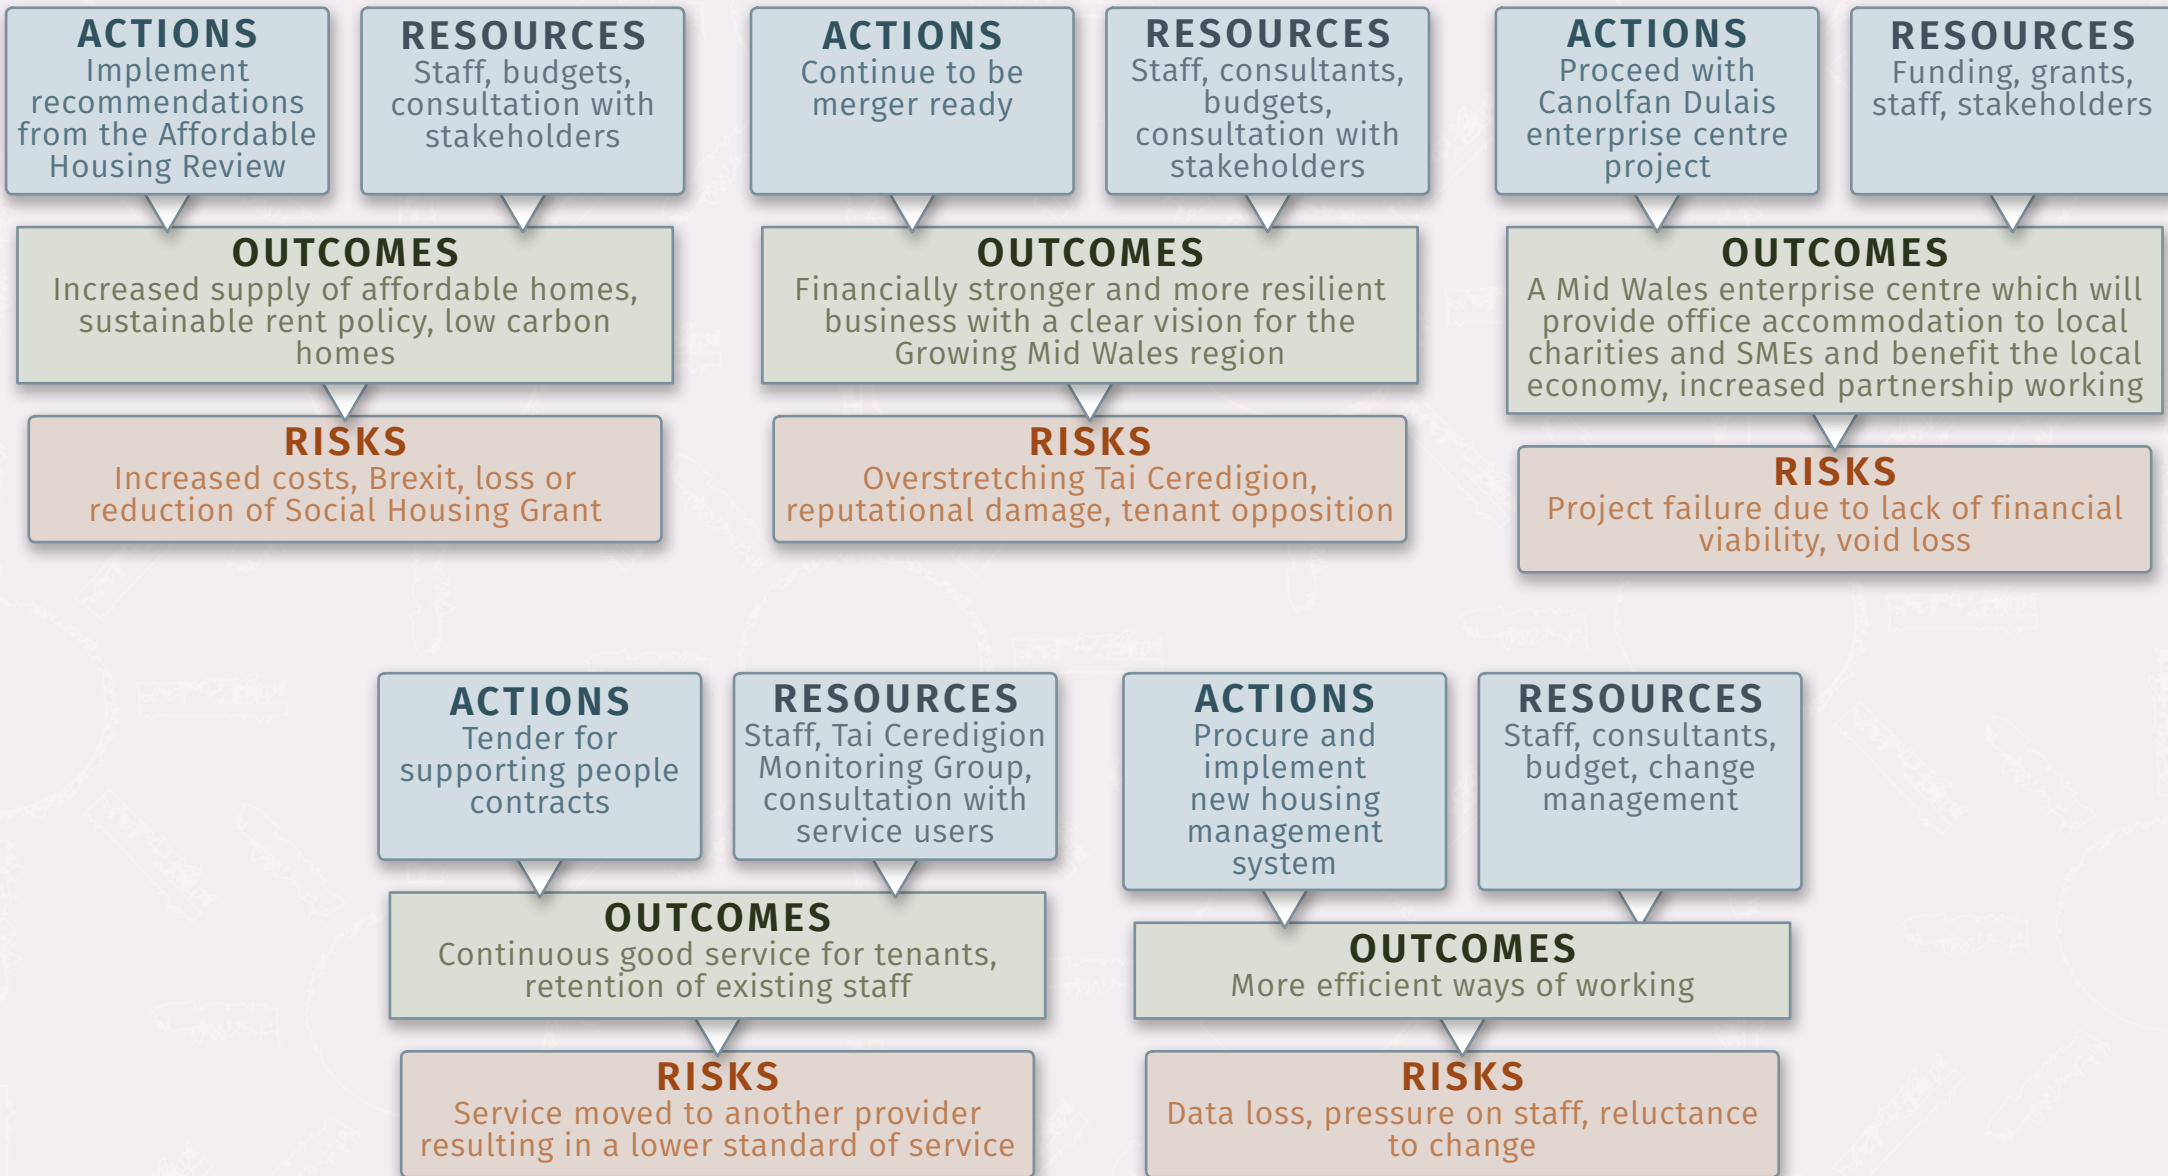 ACTIONS
Implement
recommendations
from the Affordable
Housing Review
RESOURCES
Staff, budgets,
consultation with
stakeholders
OUTCOMES
Increased supply of affordable homes,
sustainable rent policy, low carbon
homes
RISKS
Increased costs, Brexit, loss or
reduction of Social Housing Grant
ACTIONS
Continue to be
merger ready
RESOURCES
Staff, consultants,
budgets,
consultation with
stakeholders
OUTCOMES
Financially stronger and more resilient
business with a clear vision for the
Growing Mid Wales region
RISKS
Overstretching Tai Ceredigion,
reputational damage, tenant opposition
ACTIONS
Proceed with
Canolfan Dulais
enterprise centre
project
RESOURCES
Funding, grants,
staff, stakeholders
OUTCOMES
A Mid Wales enterprise centre which will
provide office accommodation to local
charities and SMEs and benefit the local
economy, increased partnership working
RISKS
Project failure due to lack of financial
viability, void loss
ACTIONS
Tender for
supporting people
contracts
RESOURCES
Staff, Tai Ceredigion
Monitoring Group,
consultation with
service users
OUTCOMES
Continuous good service for tenants,
retention of existing staff
RISKS
Service moved to another provider
resulting in a lower standard of service
ACTIONS
Procure and
implement
new housing
management
system
RESOURCES
Staff, consultants,
budget, change
management
OUTCOMES
More efficient ways of working
RISKS
Data loss, pressure on staff, reluctance
to change